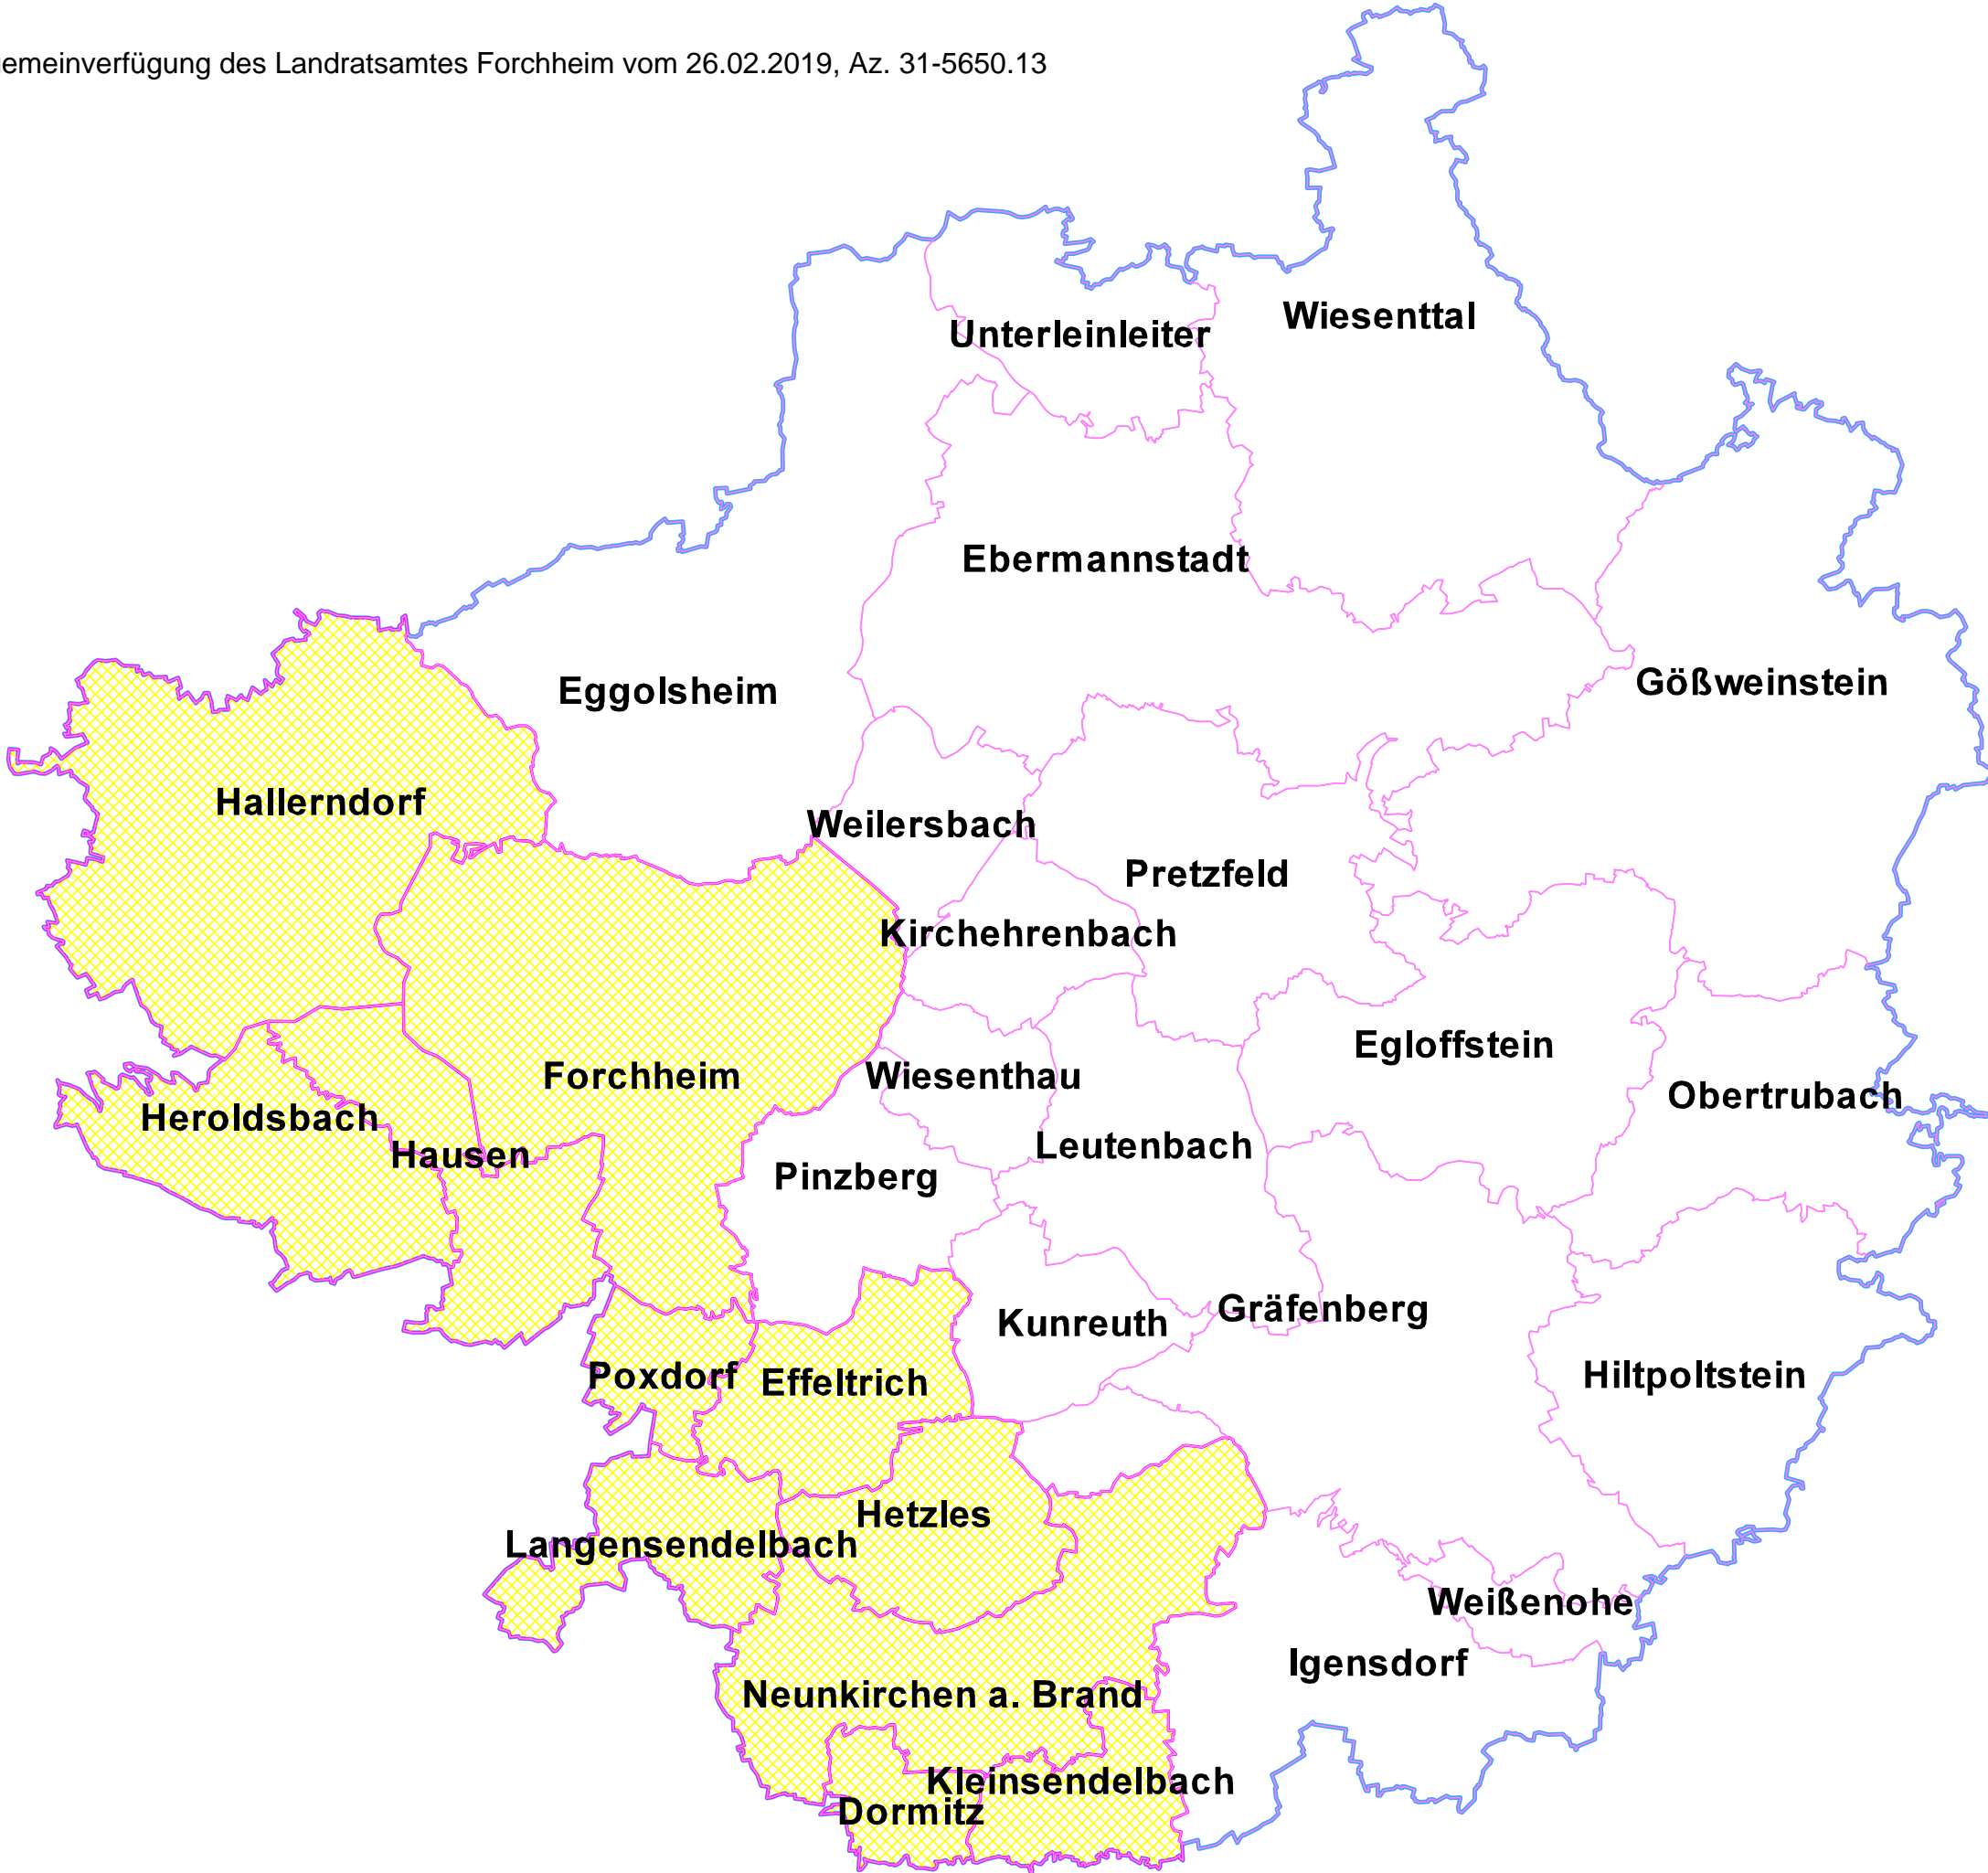 gemeinverfügung des Landratsamtes Forchheim vom 26.02.2019, Az. 31-5650.13
Wiesenttal
Unterleinleiter
Ebermannstadt
Gößweinstein
Eggolsheim
Hallerndorf
Weilersbach
Pretzfeld
Kirchehrenbach
Egloffstein
Forchheim
Wiesenthau
Obertrubach
Heroldsbach
Hausen
Leutenbach
Pinzberg
Gräfenberg
Kunreuth
Hiltpoltstein
Poxdorf
Effeltrich
Hetzles
Langensendelbach
Weißenohe
Igensdorf
Neunkirchen a. Brand
Kleinsendelbach
Dormitz